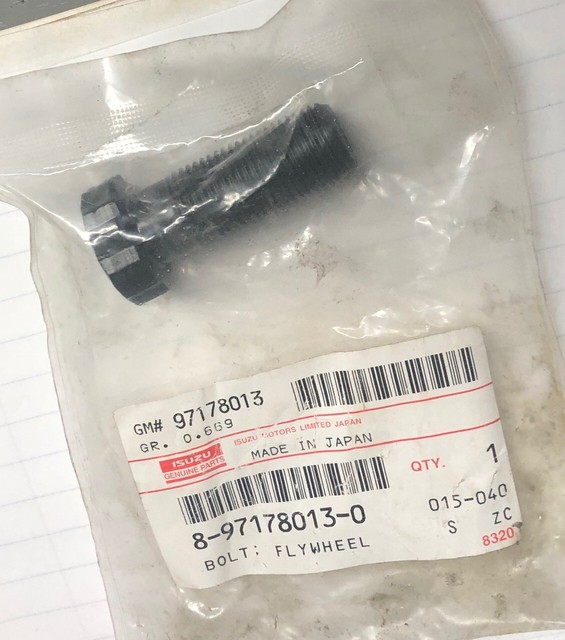 GM# 97178013
GR. 0.669
ISUZU MOTORS LIMITED JAPAN
ISUZU
GENUINE PARTS
MADE IN JAPAN
QTY. 1
8-97178013-0
015-040
BOLT; FLYWHEEL
S ZC
8320